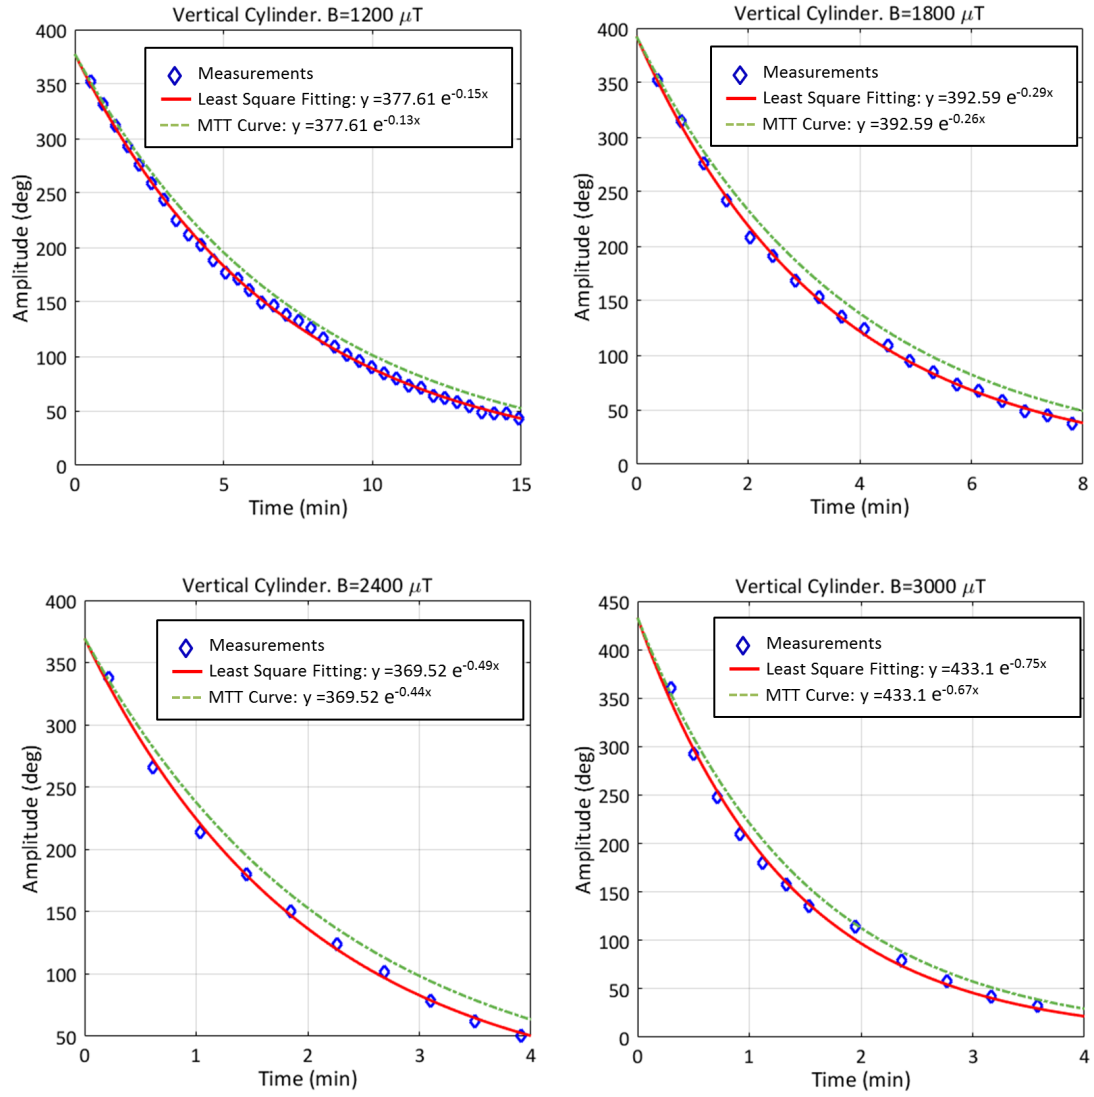 Vertical Cylinder. B=1200 μT
400
350
300
250
200
150
100
50
0
Amplitude (deg)
Measurements
Least Square Fitting: y =377.61 e^-0.15x
MTT Curve: y =377.61 e^-0.13x
0 5 10 15
Time (min)
Vertical Cylinder. B=1800 μT
400
350
300
250
200
150
100
50
0
Amplitude (deg)
Measurements
Least Square Fitting: y =392.59 e^-0.29x
MTT Curve: y =392.59 e^-0.26x
0 2 4 6 8
Time (min)
Vertical Cylinder. B=2400 μT
400
350
300
250
200
150
100
50
Amplitude (deg)
Measurements
Least Square Fitting: y =369.52 e^-0.49x
MTT Curve: y =369.52 e^-0.44x
0 1 2 3 4
Time (min)
Vertical Cylinder. B=3000 μT
450
400
350
300
250
200
150
100
50
0
Amplitude (deg)
Measurements
Least Square Fitting: y =433.1 e^-0.75x
MTT Curve: y =433.1 e^-0.67x
0 1 2 3 4
Time (min)